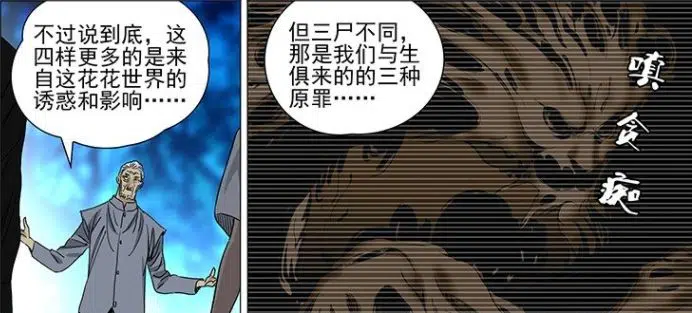 不过说到底，这
四样更多的是来
自这花花世界的
诱惑和影响……
但三尸不同，
那是我们与生
俱来的的三种
原罪……
嗔
贪
痴